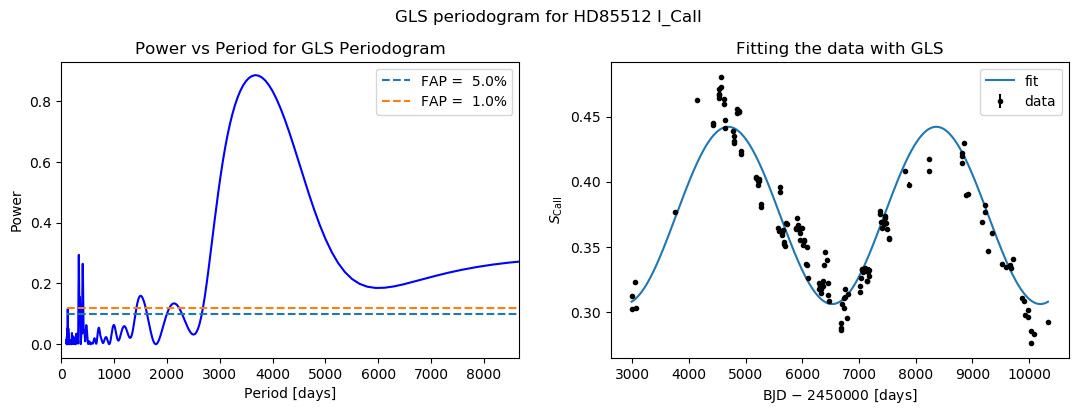 GLS periodogram for HD85512 I_CaII
Power vs Period for GLS Periodogram
FAP =  5.0%
FAP =  1.0%
0.8
0.6
0.4
0.2
0.0
Power
0 1000 2000 3000 4000 5000 6000 7000 8000
Period [days]
Fitting the data with GLS
fit
data
0.45
0.40
0.35
0.30
S_CaII
3000 4000 5000 6000 7000 8000 9000 10000
BJD − 2450000 [days]